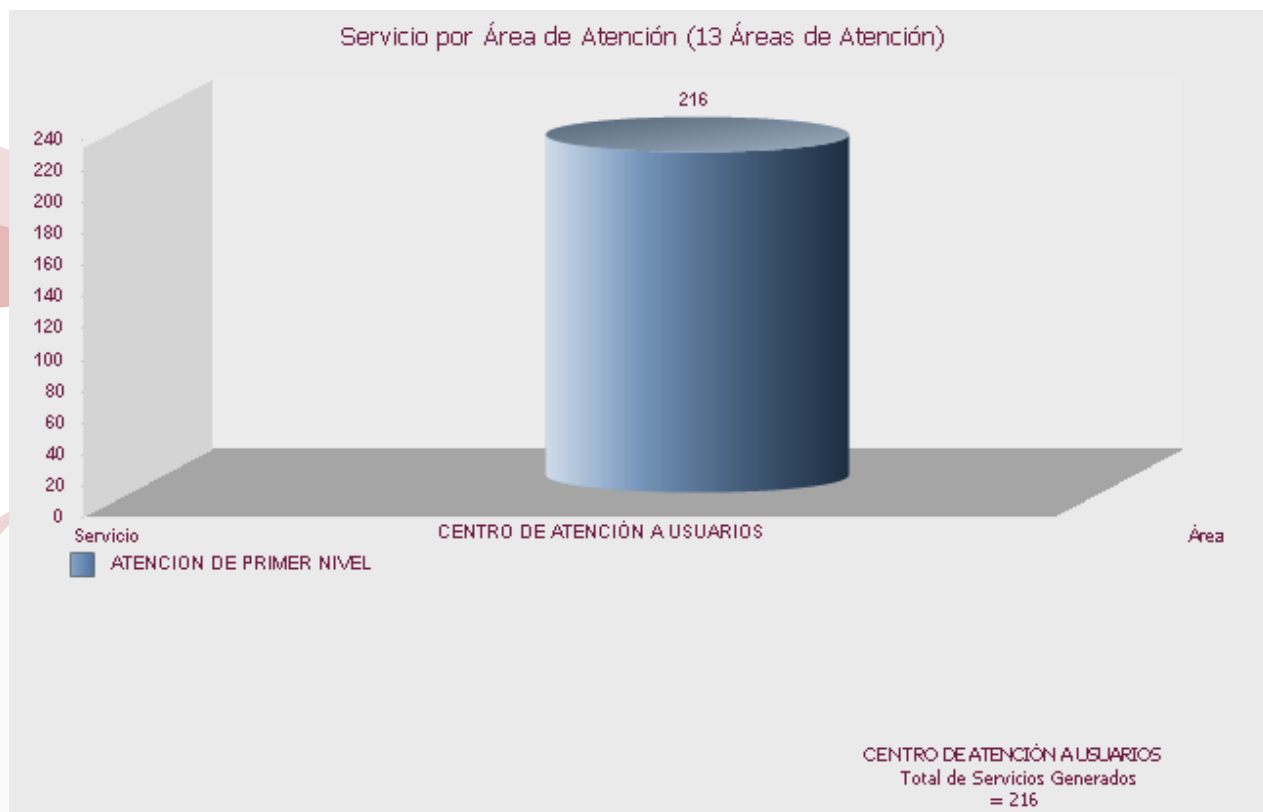 Servicio por Área de Atención (13 Áreas de Atención)
216
240
220
200
180
160
140
120
100
80
60
40
20
0
Servicio
CENTRO DE ATENCIÓN A USUARIOS
Área
ATENCION DE PRIMER NIVEL
CENTRO DE ATENCIÓN A USUARIOS
Total de Servicios Generados
= 216